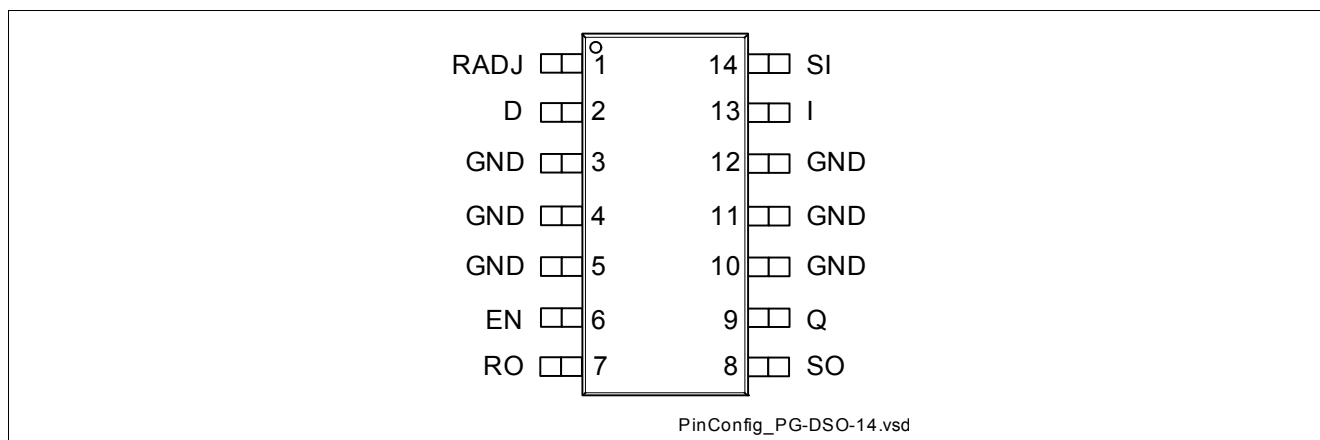 RADJ 1 14 SI
D 2 13 I
GND 3 12 GND
GND 4 11 GND
GND 5 10 GND
EN 6 9 Q
RO 7 8 SO
PinConfig_PG-DSO-14.vsd